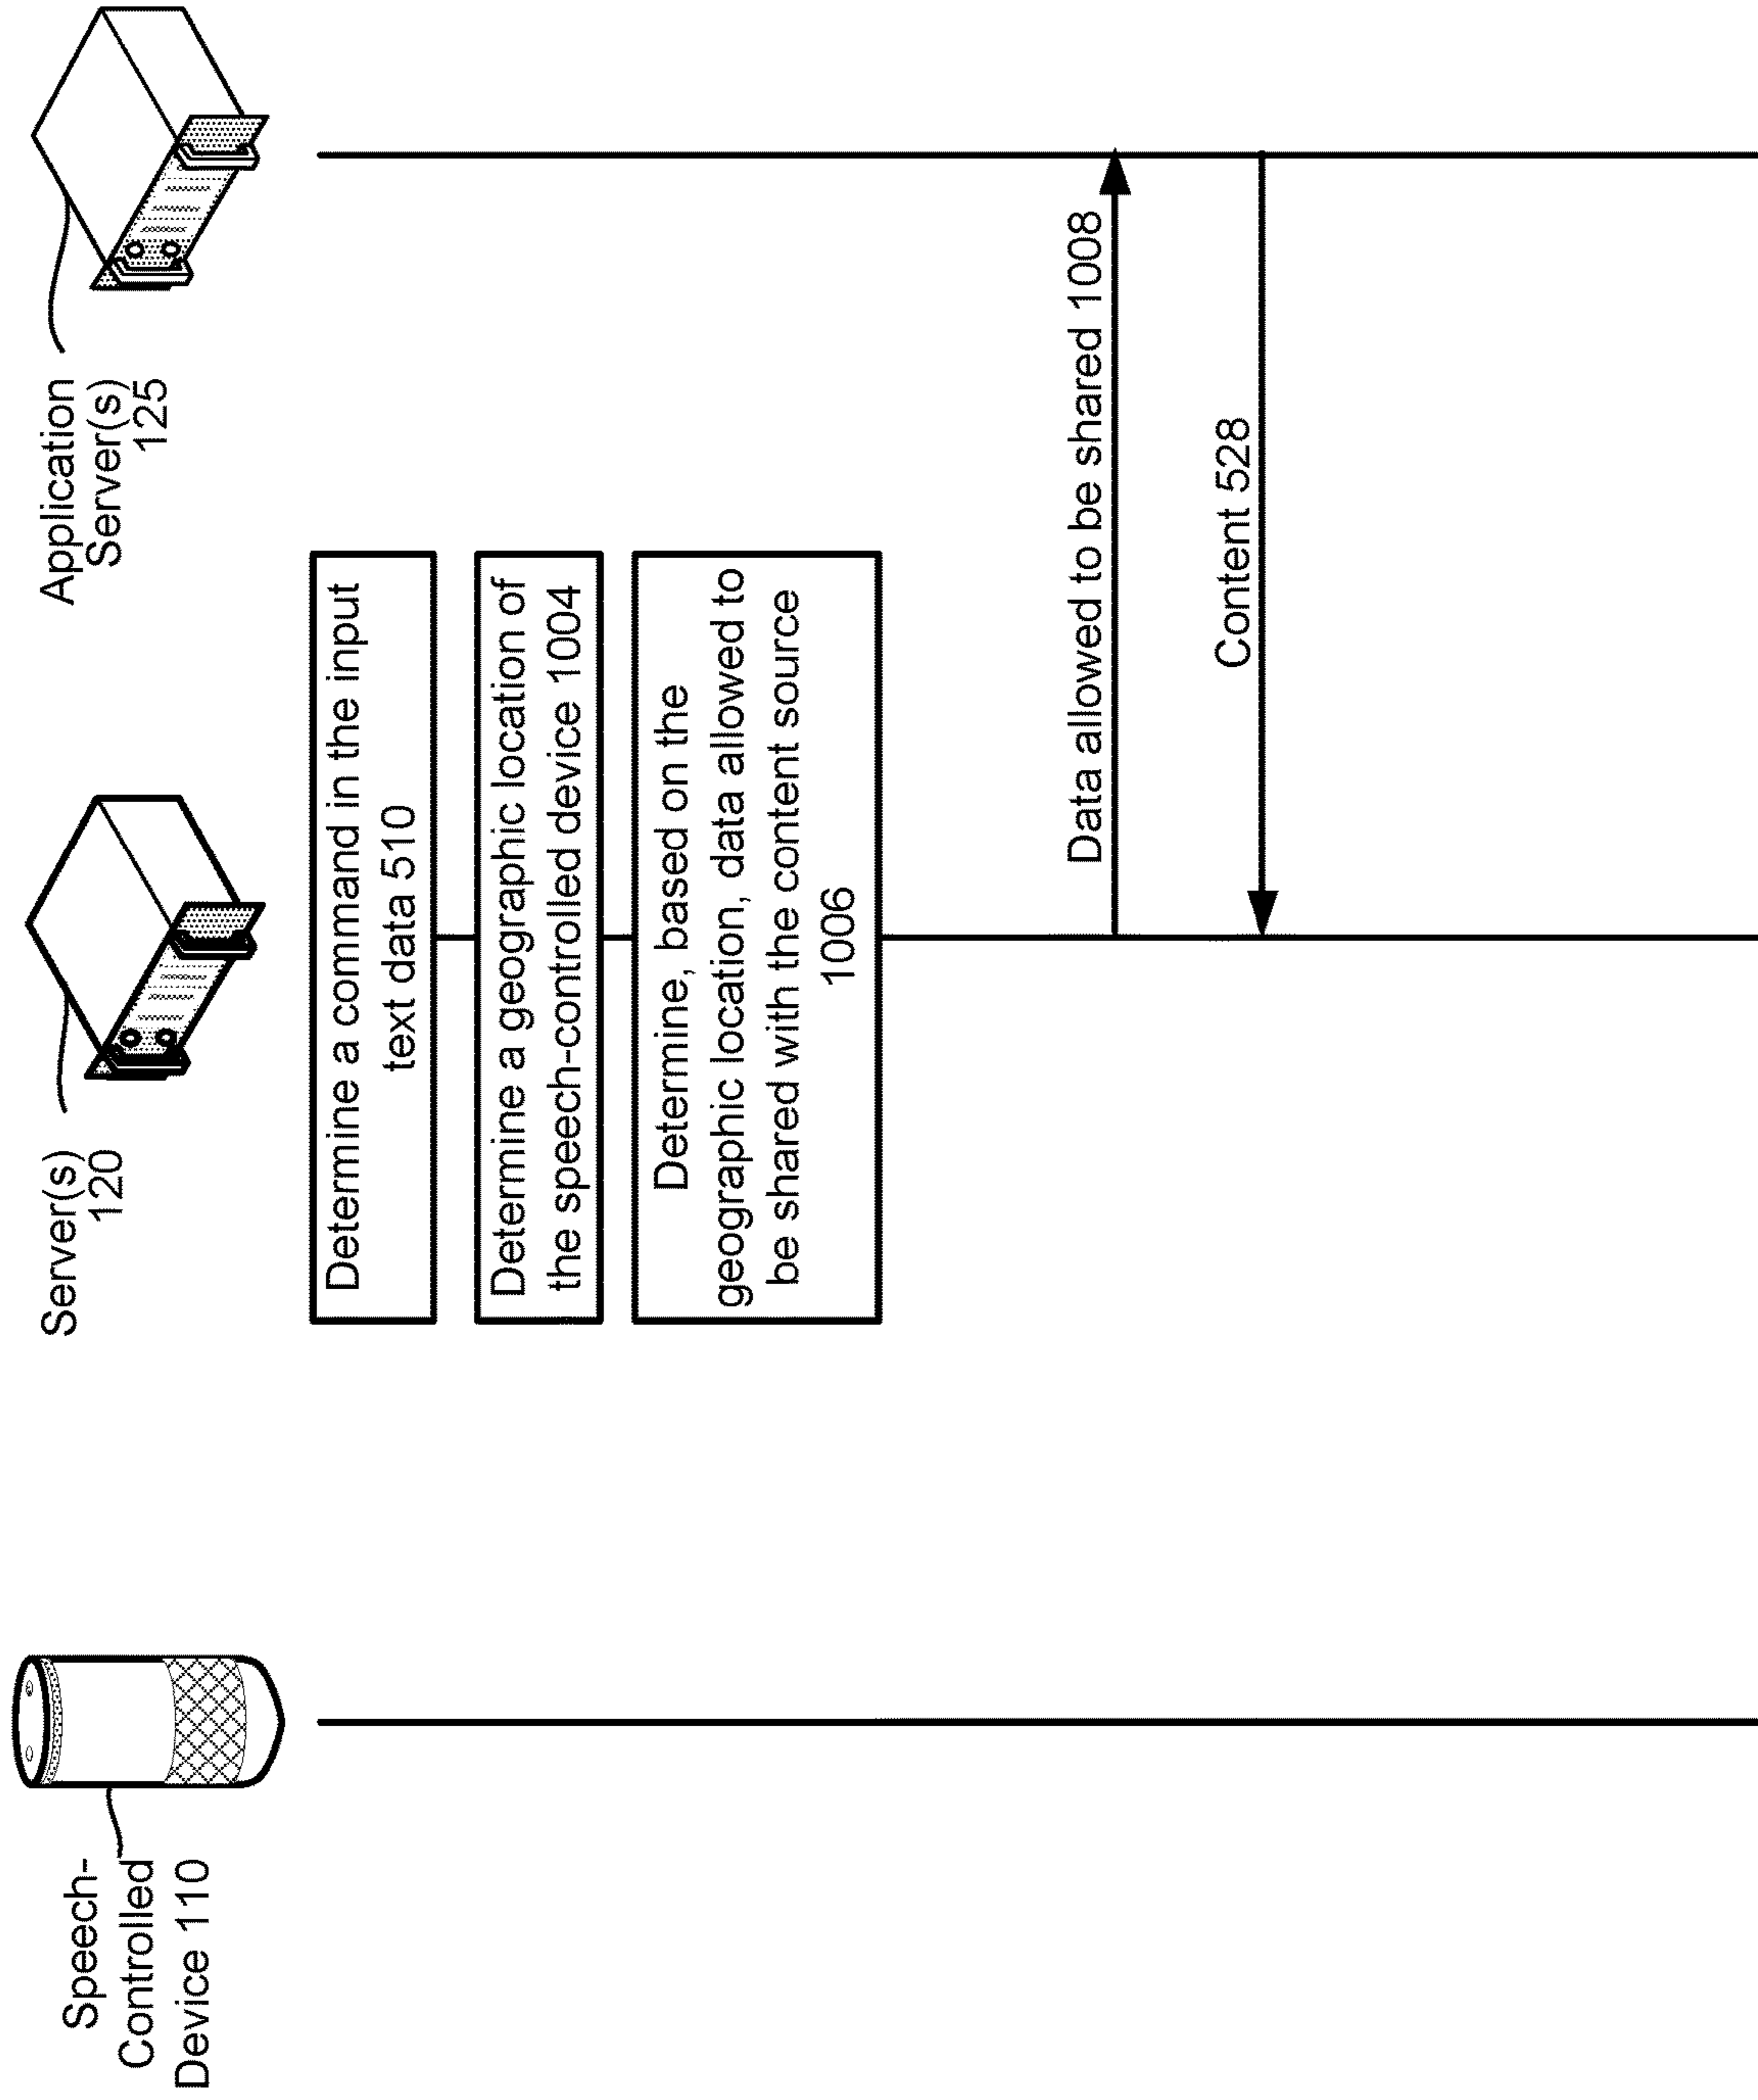 Speech-
Controlled
Device 110
Server(s)
120
Application
Server(s)
125
Determine a command in the input
text data 510
Determine a geographic location of
the speech-controlled device 1004
Determine, based on the
geographic location, data allowed to
be shared with the content source
1006
Data allowed to be shared 1008
Content 528